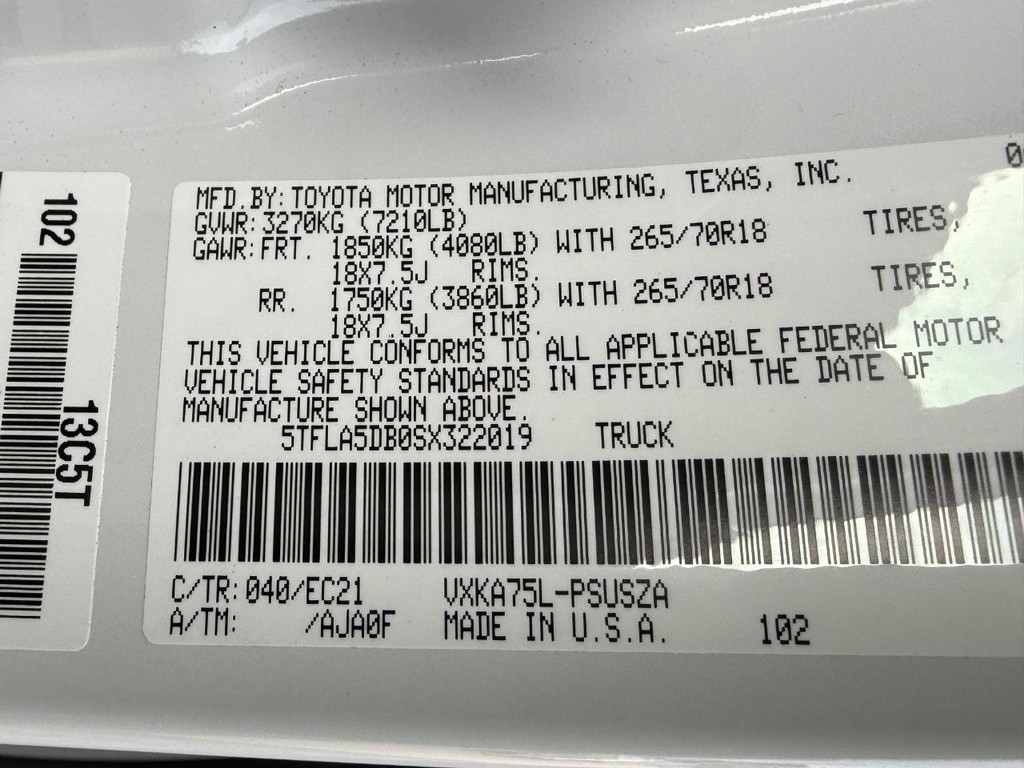 102
13C5T
MFD.BY:TOYOTA MOTOR MANUFACTURING, TEXAS, INC.
GVWR:3270KG (7210LB)
GAWR:FRT. 1850KG (4080LB) WITH 265/70R18 TIRES,
18X7.5J RIMS.
RR. 1750KG (3860LB) WITH 265/70R18 TIRES,
18X7.5J RIMS.
THIS VEHICLE CONFORMS TO ALL APPLICABLE FEDERAL MOTOR
VEHICLE SAFETY STANDARDS IN EFFECT ON THE DATE OF
MANUFACTURE SHOWN ABOVE.
5TFLA5DB0SX322019 TRUCK
C/TR:040/EC21 VXKA75L-PSUSZA
A/TM: /AJA0F MADE IN U.S.A. 102